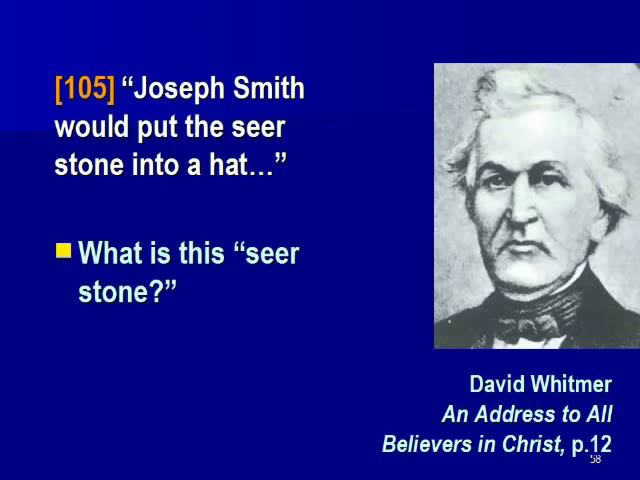 [105] “Joseph Smith
would put the seer
stone into a hat…”
What is this “seer
stone?”
David Whitmer
An Address to All
Believers in Christ, p.12
58